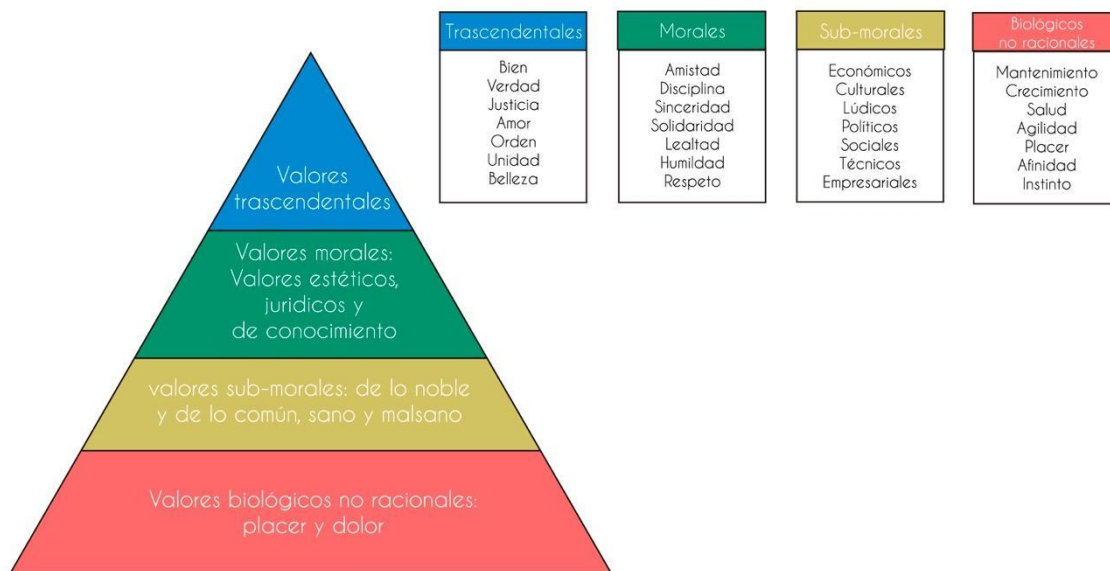 Trascendentales
Bien
Verdad
Justicia
Amor
Orden
Unidad
Belleza
Morales
Amistad
Disciplina
Sinceridad
Solidaridad
Lealtad
Humildad
Respeto
Sub-morales
Económicos
Culturales
Lúdicos
Políticos
Sociales
Técnicos
Empresariales
Biológicos
no racionales
Mantenimiento
Crecimiento
Salud
Agilidad
Placer
Afinidad
Instinto
Valores
trascendentales
Valores morales:
Valores estéticos,
juridicos y
de conocimiento
valores sub-morales: de lo noble
y de lo común, sano y malsano
Valores biológicos no racionales:
placer y dolor